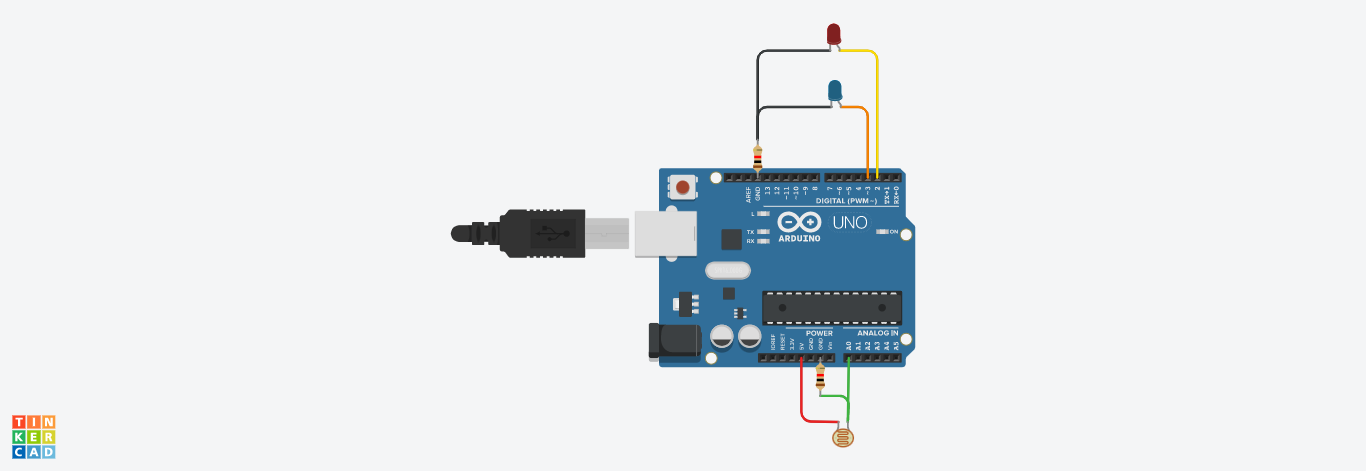 AREF
GND
13
12
~11
~10
~9
8
7
~6
~5
4
~3
2
TX→1
RX←0
DIGITAL (PWM~)
L
TX
RX
UNO
ARDUINO
ON
POWER
ANALOG IN
IOREF
RESET
3.3V
5V
GND
GND
Vin
A0
A1
A2
A3
A4
A5
TIN
KER
CAD